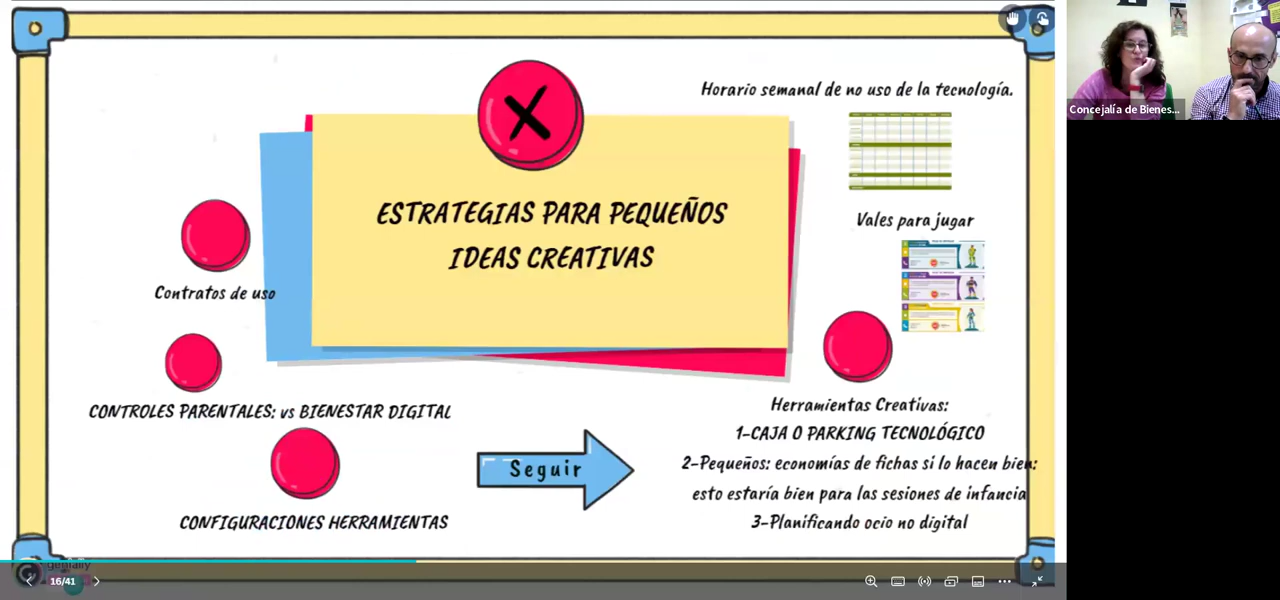 Horario semanal de no uso de la tecnología.
ESTRATEGIAS PARA PEQUEÑOS
IDEAS CREATIVAS
Vales para jugar
Contratos de uso
CONTROLES PARENTALES: vs BIENESTAR DIGITAL
CONFIGURACIONES HERRAMIENTAS
Seguir
Herramientas Creativas:
1-CAJA O PARKING TECNOLÓGICO
2-Pequeños: economías de fichas si lo hacen bien:
esto estaría bien para las sesiones de infancia
3-Planificando ocio no digital
genially
16/41
Concejalía de Bienes...